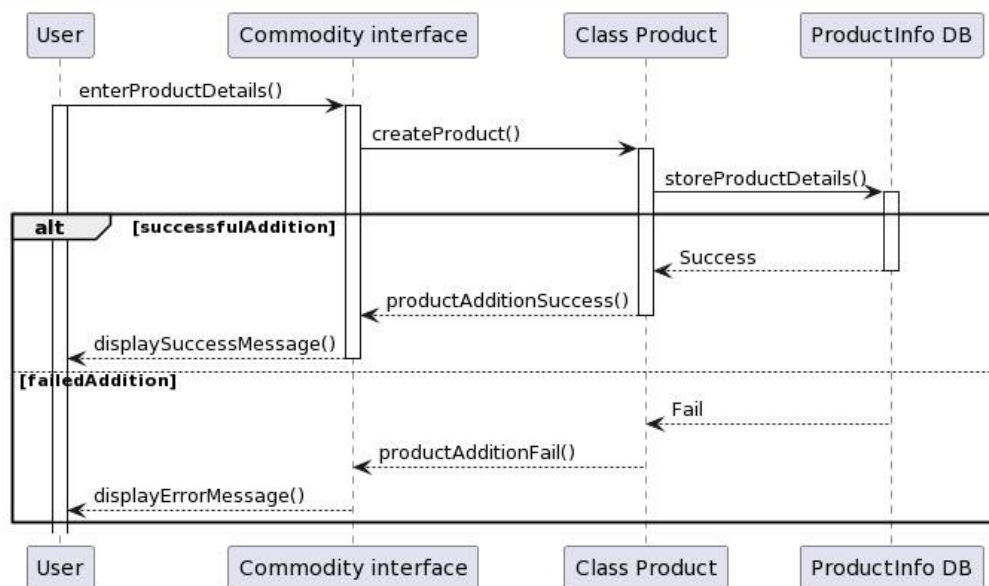 User Commodity interface Class Product ProductInfo DB
enterProductDetails()
createProduct()
storeProductDetails()
alt [successfulAddition]
Success
productAdditionSuccess()
displaySuccessMessage()
[failedAddition]
Fail
productAdditionFail()
displayErrorMessage()
User Commodity interface Class Product ProductInfo DB